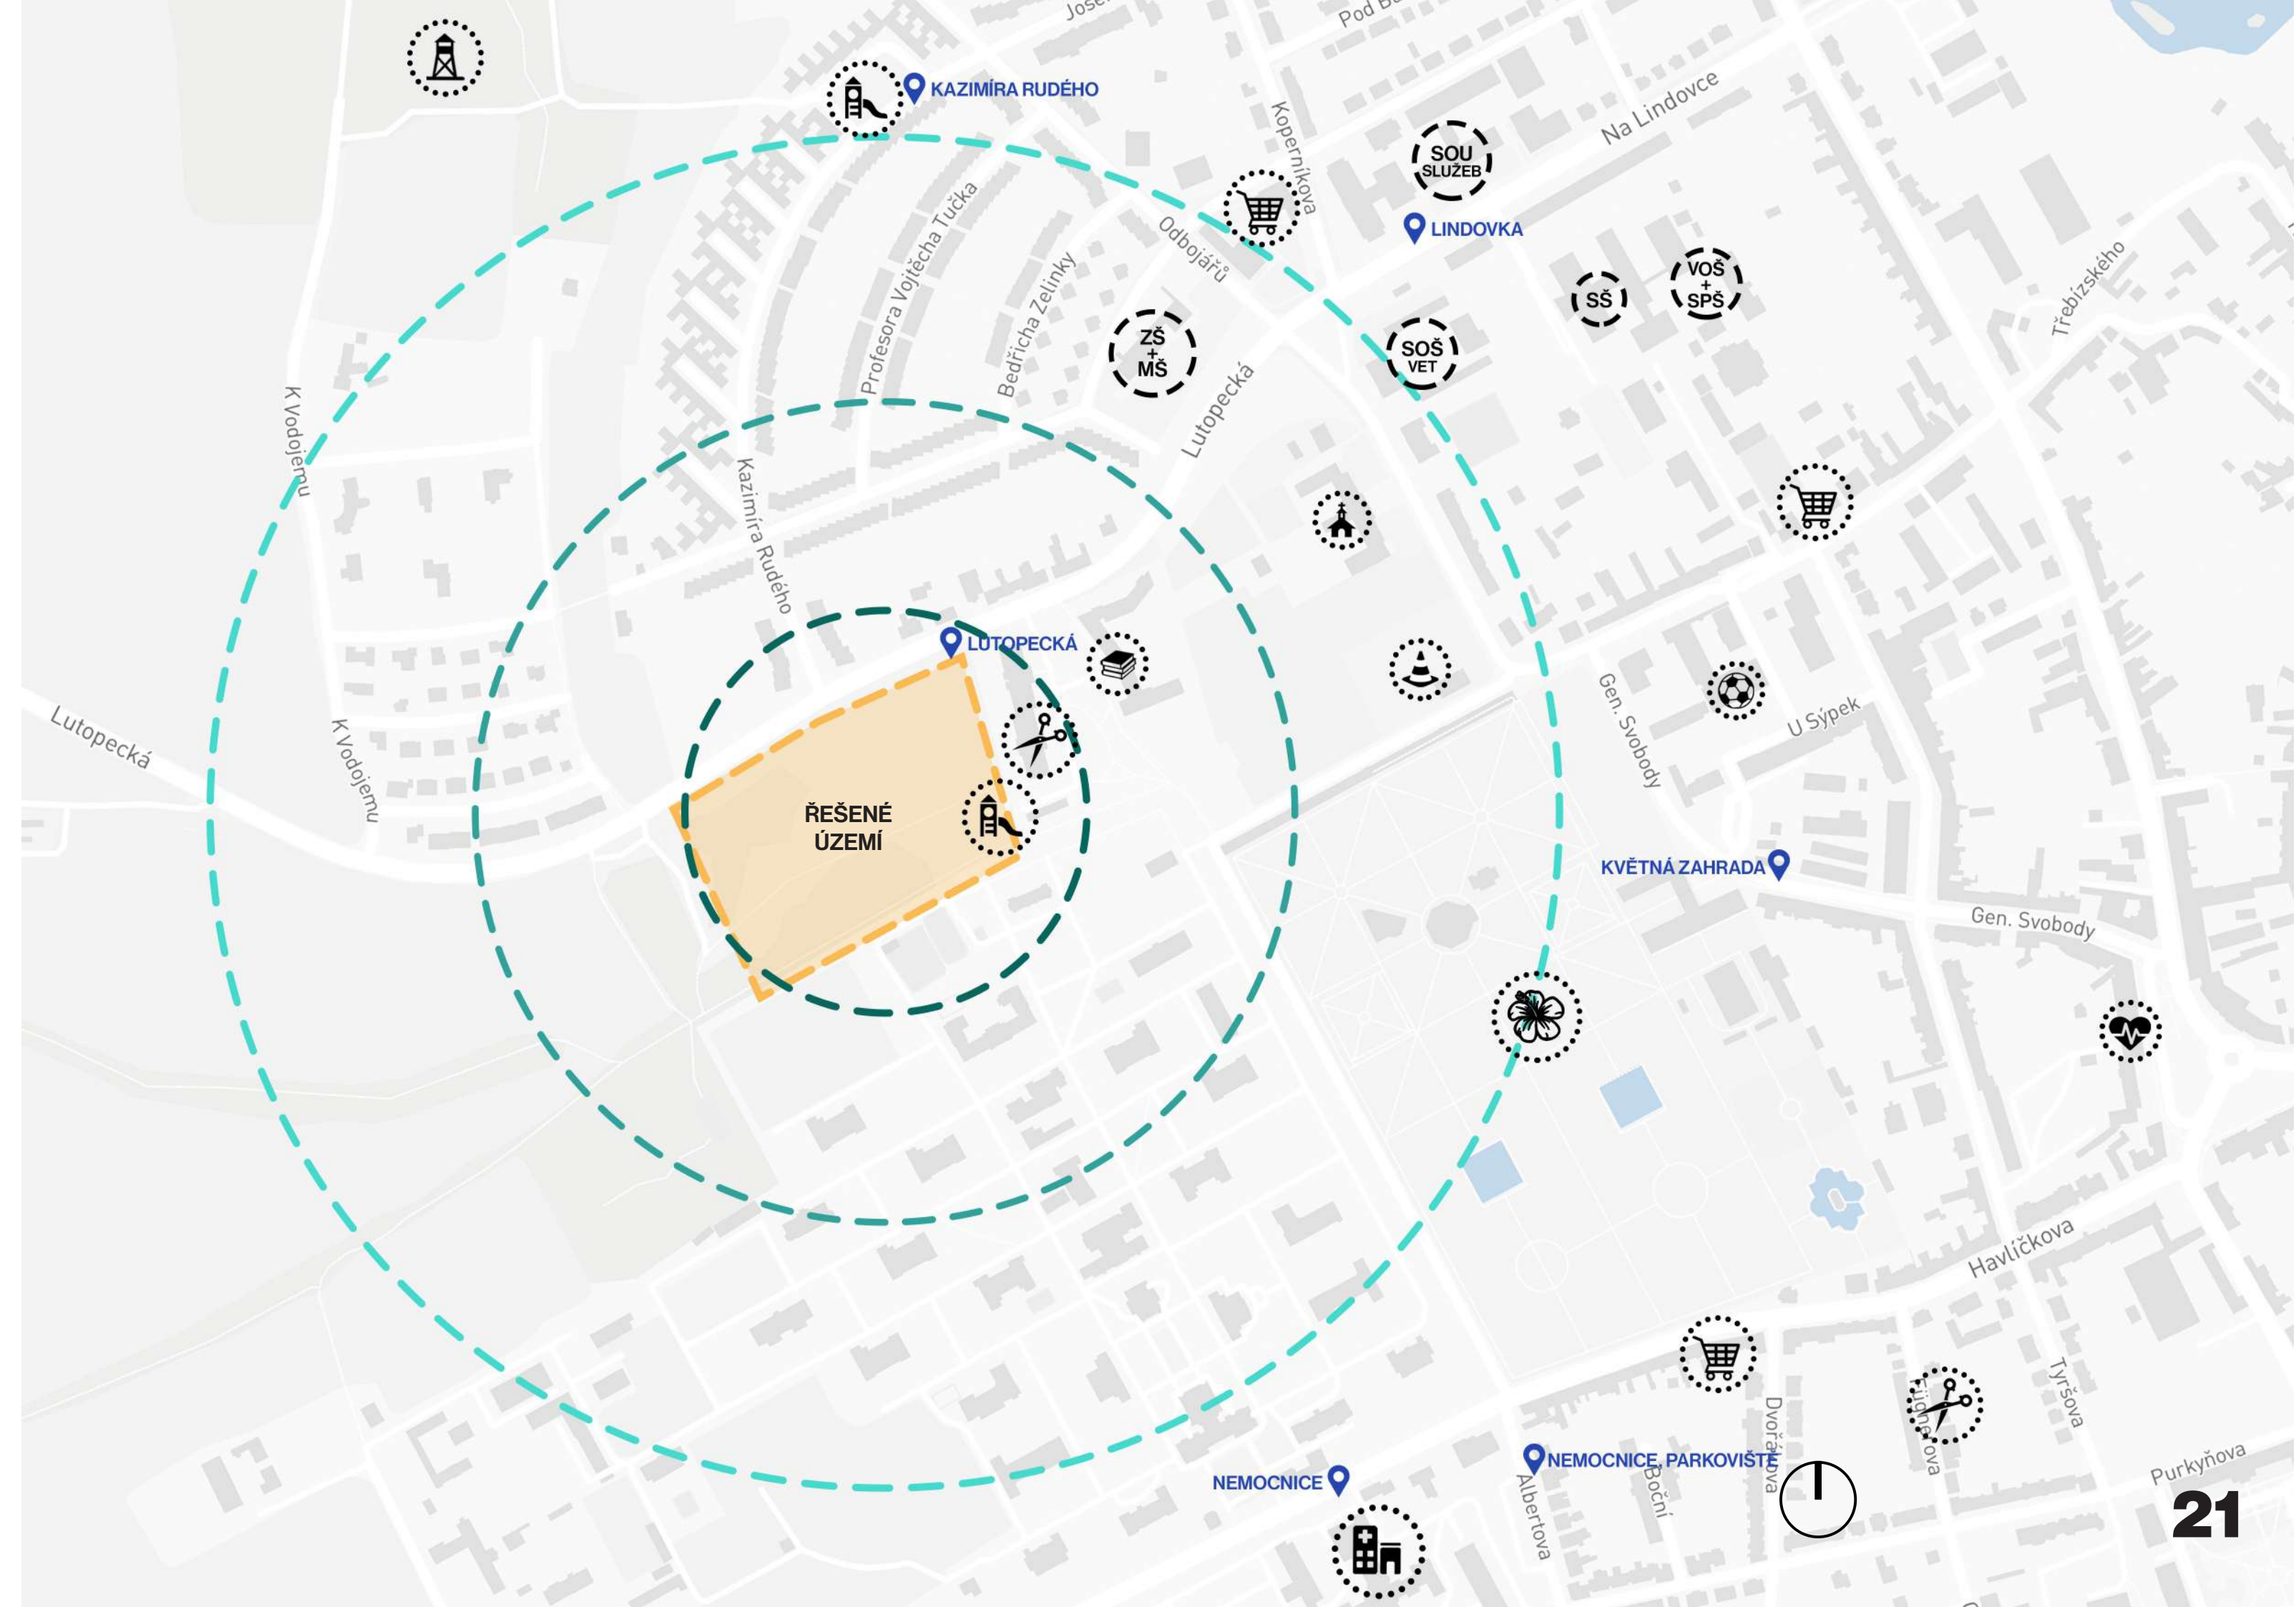 KAZIMÍRA RUDÉHO
Koperníkova
Na Lindovce
SOU
SLUŽEB
LINDOVKA
Odbojářů
Profesora Vojtěcha Tučka
Bedřicha Zelinky
ZŠ
+
MŠ
SOŠ
VET
SŠ
VOŠ
+
SPŠ
Třebízského
Lutopecká
K Vodojemu
Kazimíra Rudého
LUTOPECKÁ
Lutopecká
K Vodojemu
Gen. Svobody
U Sýpek
ŘEŠENÉ
ÚZEMÍ
KVĚTNÁ ZAHRADA
Gen. Svobody
Havlíčkova
Tyršova
Dvořákova
NEMOCNICE
NEMOCNICE, PARKOVIŠTĚ
Albertova
Boční
Purkyňova
21